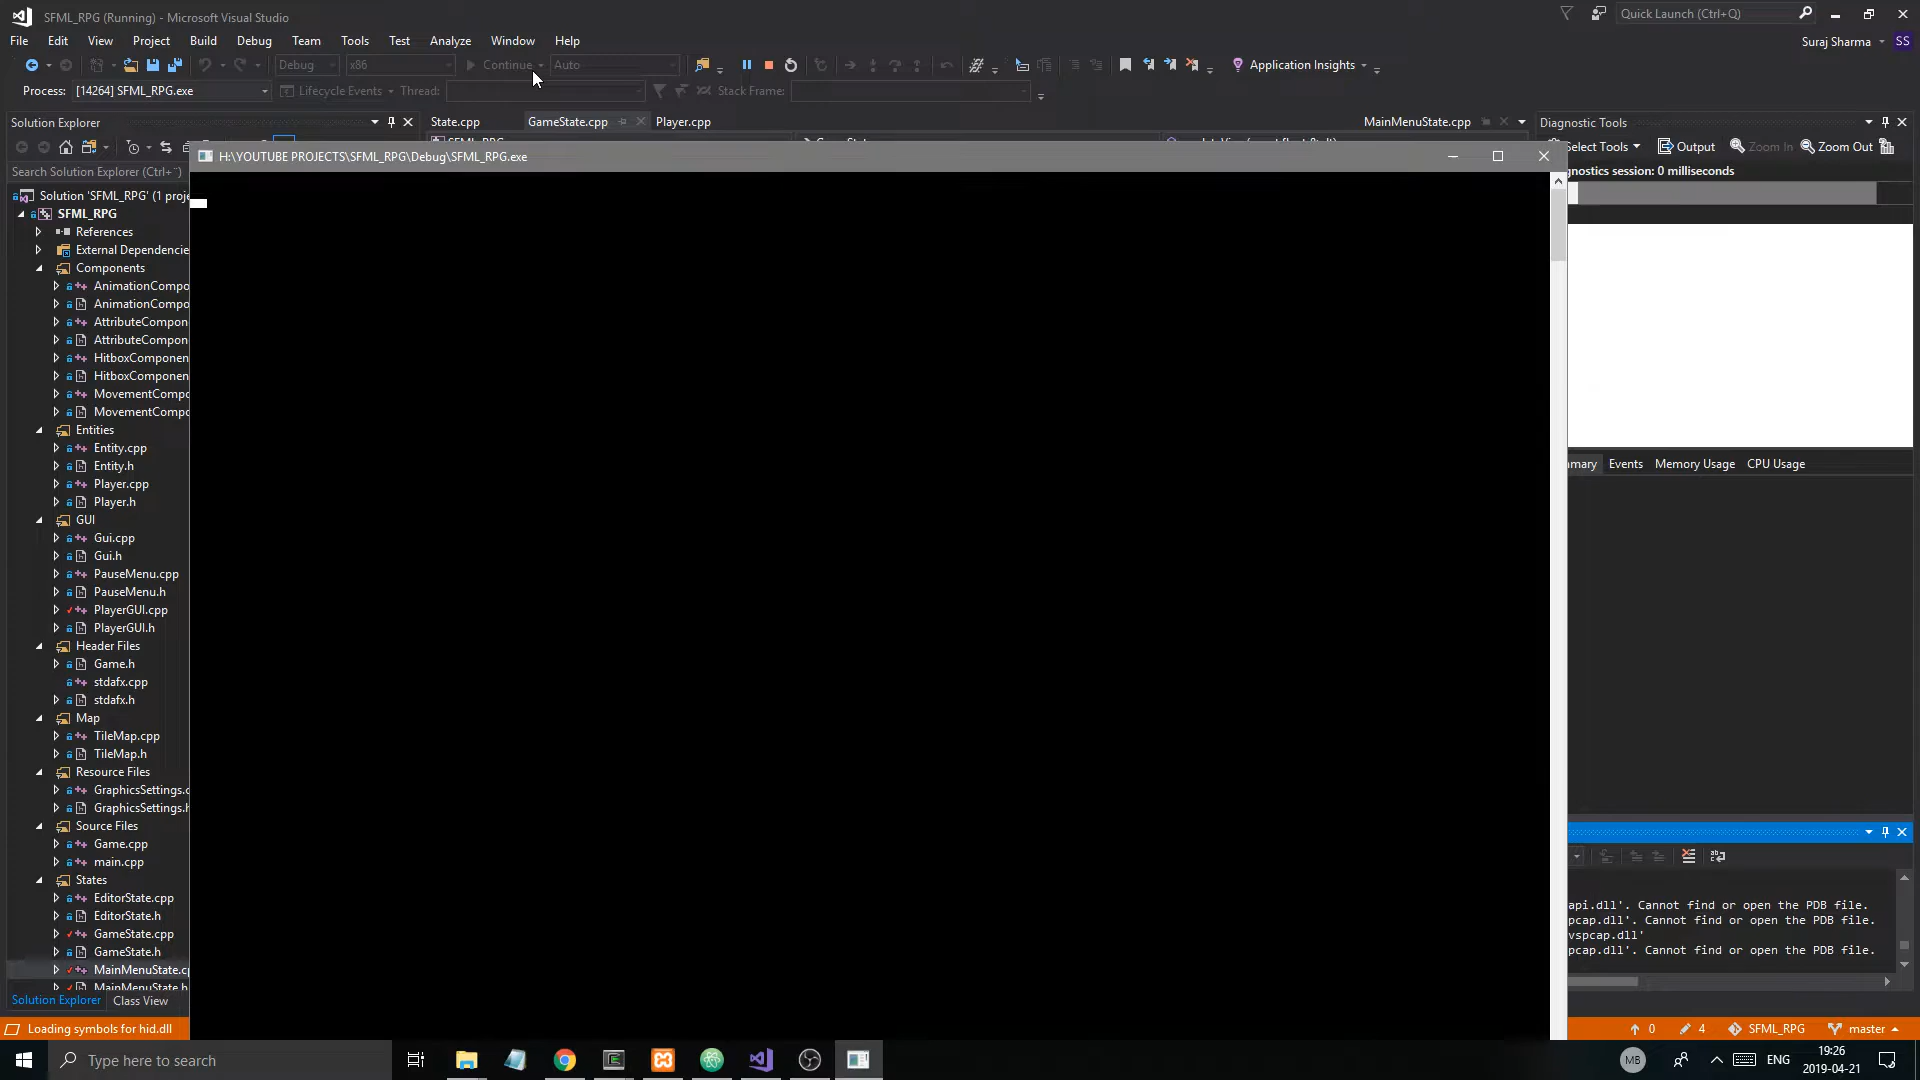 SFML_RPG (Running) - Microsoft Visual Studio
Quick Launch (Ctrl+Q)
File Edit View Project Build Debug Team Tools Test Analyze Window Help
Suraj Sharma SS
Debug x86 Continue Auto Application Insights
Process: [14264] SFML_RPG.exe Lifecycle Events Thread: Stack Frame:
Solution Explorer
State.cpp GameState.cpp Player.cpp MainMenuState.cpp
Diagnostic Tools
Select Tools Output Zoom In Zoom Out
H:\YOUTUBE PROJECTS\SFML_RPG\Debug\SFML_RPG.exe
Search Solution Explorer (Ctrl+
gnostics session: 0 milliseconds
Solution 'SFML_RPG' (1 proje
SFML_RPG
References
External Dependencie
Components
AnimationCompo
AnimationCompo
AttributeCompon
AttributeCompon
HitboxComponen
HitboxComponen
MovementCompo
MovementCompo
Entities
Entity.cpp
Entity.h
Player.cpp
Player.h
GUI
Gui.cpp
Gui.h
PauseMenu.cpp
PauseMenu.h
PlayerGUI.cpp
PlayerGUI.h
Header Files
Game.h
stdafx.cpp
stdafx.h
Map
TileMap.cpp
TileMap.h
Resource Files
GraphicsSettings.c
GraphicsSettings.h
Source Files
Game.cpp
main.cpp
States
EditorState.cpp
EditorState.h
GameState.cpp
GameState.h
MainMenuState.cp
MainMenuState.h
Solution Explorer Class View
mmary Events Memory Usage CPU Usage
api.dll'. Cannot find or open the PDB file.
pcap.dll'. Cannot find or open the PDB file.
vspcap.dll'
pcap.dll'. Cannot find or open the PDB file.
Loading symbols for hid.dll
0 4 SFML_RPG master
Type here to search
MB ENG 19:26
2019-04-21